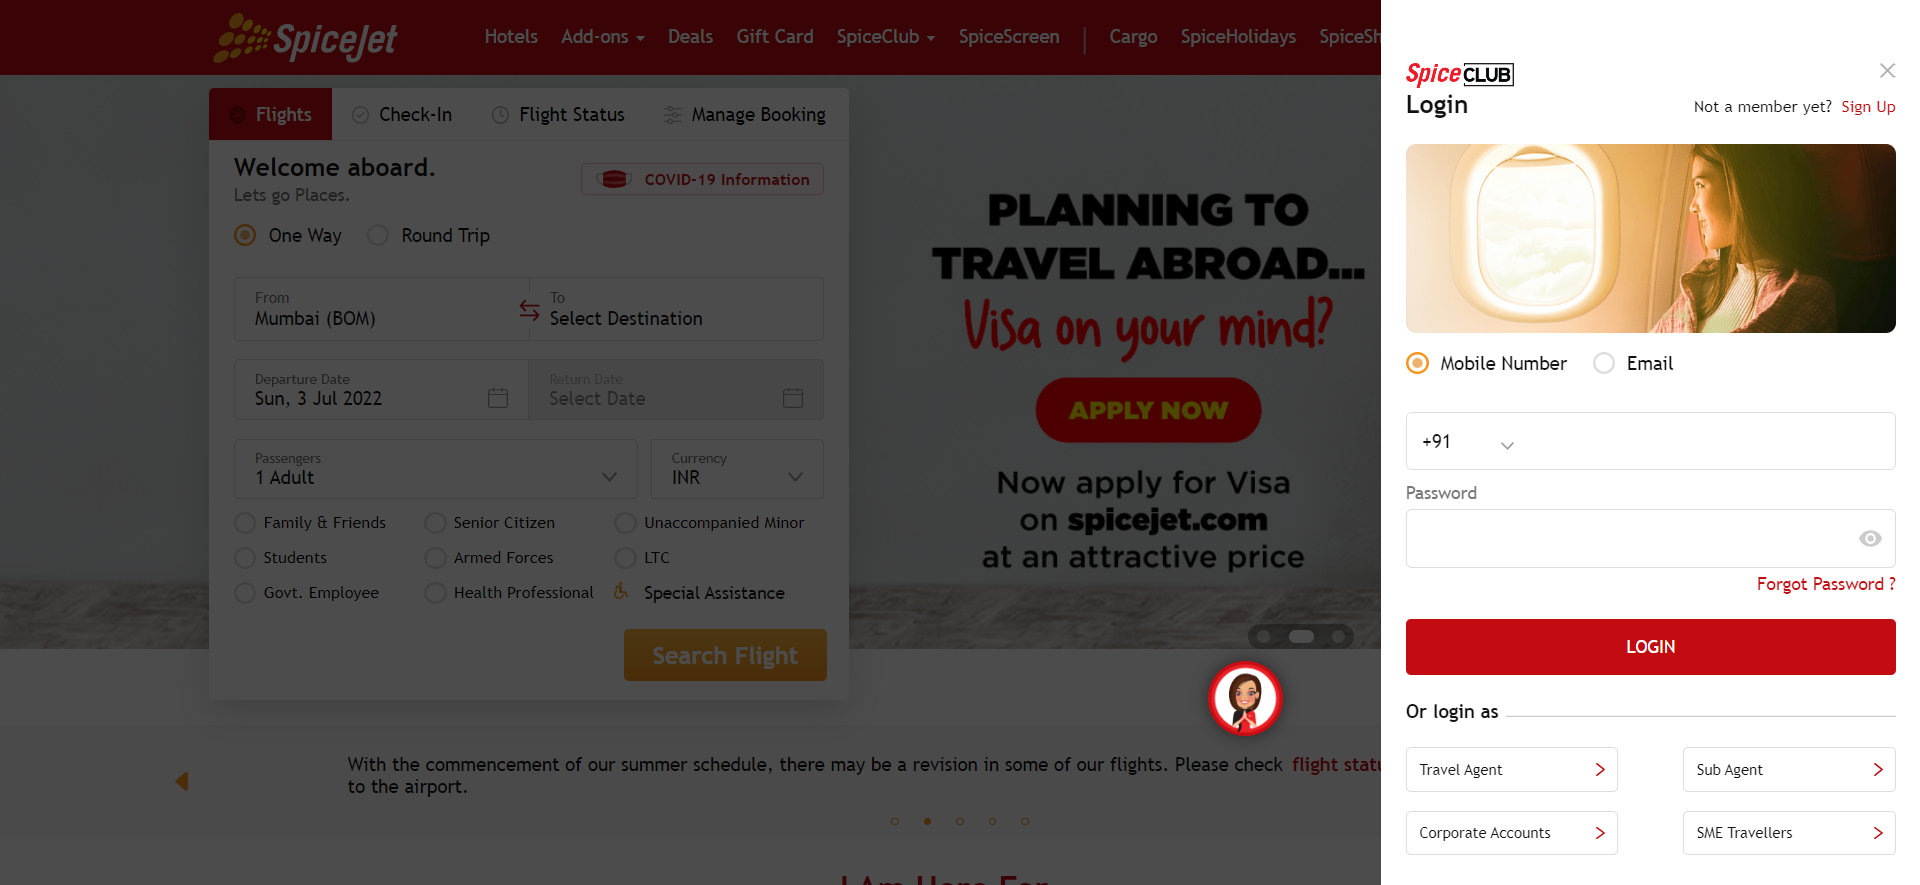 SpiceJet
Hotels Add-ons Deals Gift Card SpiceClub SpiceScreen Cargo SpiceHolidays SpiceSh
Flights Check-In Flight Status Manage Booking
Welcome aboard.
Lets go Places.
COVID-19 Information
One Way Round Trip
From
Mumbai (BOM)
To
Select Destination
Departure Date
Sun, 3 Jul 2022
Return Date
Select Date
Passengers
1 Adult
Currency
INR
Family & Friends Senior Citizen Unaccompanied Minor
Students Armed Forces LTC
Govt. Employee Health Professional Special Assistance
Search Flight
PLANNING TO
TRAVEL ABROAD...
Visa on your mind?
APPLY NOW
Now apply for Visa
on spicejet.com
at an attractive price
With the commencement of our summer schedule, there may be a revision in some of our flights. Please check flight statu
to the airport.
I Am Here For
SpiceCLUB
Login
Not a member yet? Sign Up
Mobile Number Email
+91
Password
Forgot Password ?
LOGIN
Or login as
Travel Agent Sub Agent
Corporate Accounts SME Travellers